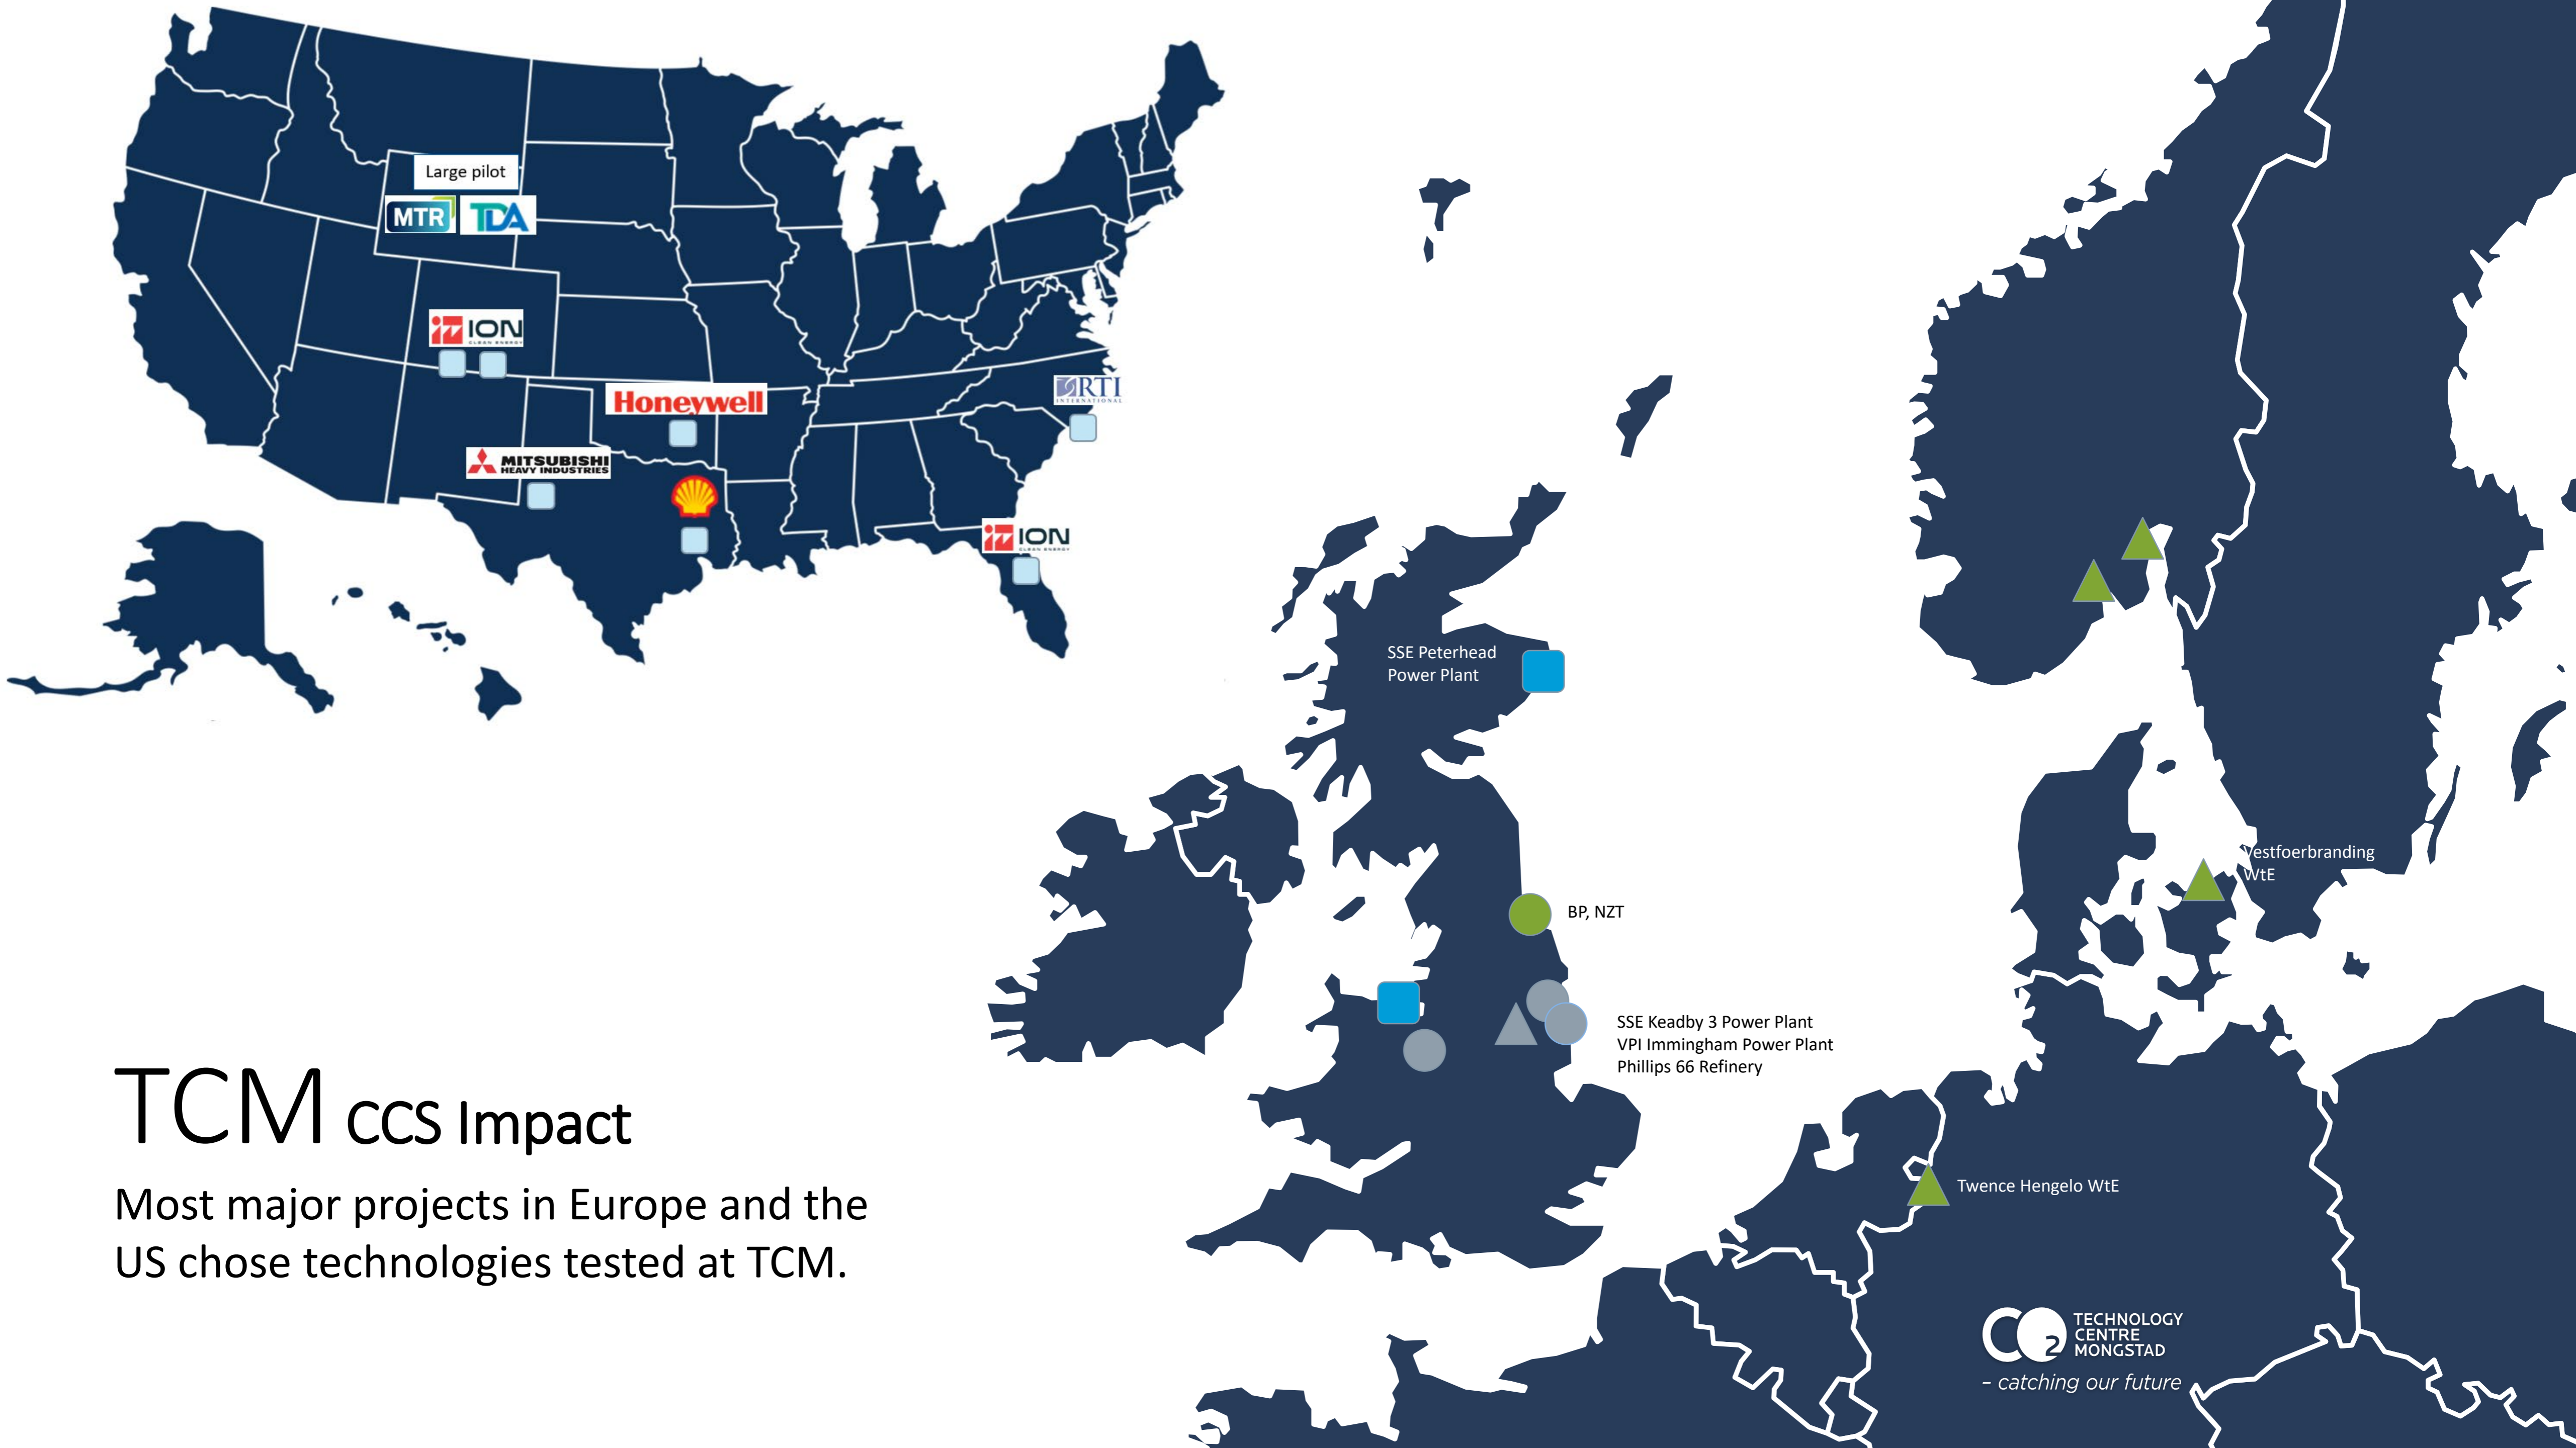 Large pilot
MTR TDA
ION
CLEAN ENERGY
Honeywell
RTI
INTERNATIONAL
MITSUBISHI
HEAVY INDUSTRIES
ION
CLEAN ENERGY
SSE Peterhead
Power Plant
Vestfoerbranding
WtE
BP, NZT
SSE Keadby 3 Power Plant
VPI Immingham Power Plant
Phillips 66 Refinery
Twence Hengelo WtE
TCM CCS Impact
Most major projects in Europe and the
US chose technologies tested at TCM.
CO2 TECHNOLOGY
CENTRE
MONGSTAD
– catching our future